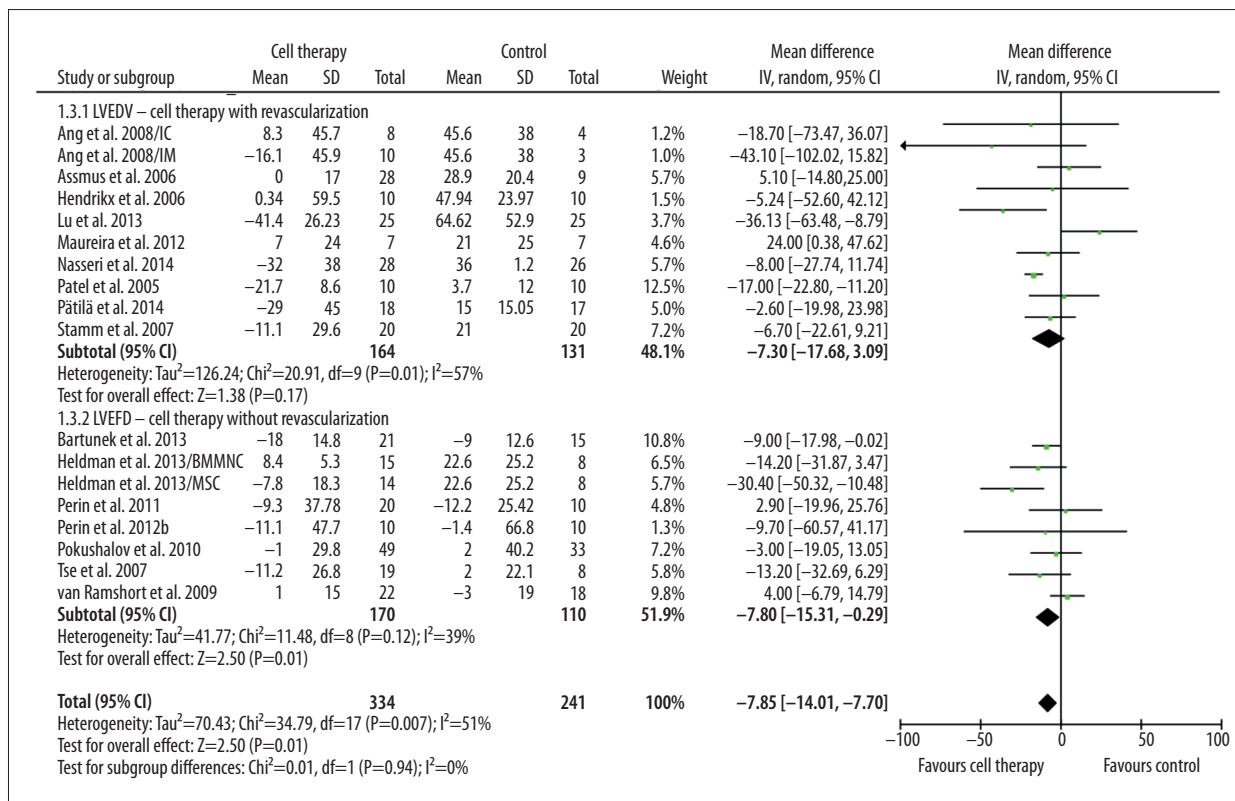 Cell therapy Control Mean difference Mean difference
Study or subgroup Mean SD Total Mean SD Total Weight IV, random, 95% CI IV, random, 95% CI
1.3.1 LVEDV – cell therapy with revascularization
Ang et al. 2008/IC 8.3 45.7 8 45.6 38 4 1.2% −18.70 [−73.47, 36.07]
Ang et al. 2008/IM −16.1 45.9 10 45.6 38 3 1.0% −43.10 [−102.02, 15.82]
Assmus et al. 2006 0 17 28 28.9 20.4 9 5.7% 5.10 [−14.80,25.00]
Hendrikx et al. 2006 0.34 59.5 10 47.94 23.97 10 1.5% −5.24 [−52.60, 42.12]
Lu et al. 2013 −41.4 26.23 25 64.62 52.9 25 3.7% −36.13 [−63.48, −8.79]
Maureira et al. 2012 7 24 7 21 25 7 4.6% 24.00 [0.38, 47.62]
Nasseri et al. 2014 −32 38 28 36 1.2 26 5.7% −8.00 [−27.74, 11.74]
Patel et al. 2005 −21.7 8.6 10 3.7 12 10 12.5% −17.00 [−22.80, −11.20]
Pätilä et al. 2014 −29 45 18 15 15.05 17 5.0% −2.60 [−19.98, 23.98]
Stamm et al. 2007 −11.1 29.6 20 21 20 7.2% −6.70 [−22.61, 9.21]
Subtotal (95% CI) 164 131 48.1% −7.30 [−17.68, 3.09]
Heterogeneity: Tau²=126.24; Chi²=20.91, df=9 (P=0.01); I²=57%
Test for overall effect: Z=1.38 (P=0.17)
1.3.2 LVEFD – cell therapy without revascularization
Bartunek et al. 2013 −18 14.8 21 −9 12.6 15 10.8% −9.00 [−17.98, −0.02]
Heldman et al. 2013/BMMNC 8.4 5.3 15 22.6 25.2 8 6.5% −14.20 [−31.87, 3.47]
Heldman et al. 2013/MSC −7.8 18.3 14 22.6 25.2 8 5.7% −30.40 [−50.32, −10.48]
Perin et al. 2011 −9.3 37.78 20 −12.2 25.42 10 4.8% 2.90 [−19.96, 25.76]
Perin et al. 2012b −11.1 47.7 10 −1.4 66.8 10 1.3% −9.70 [−60.57, 41.17]
Pokushalov et al. 2010 −1 29.8 49 2 40.2 33 7.2% −3.00 [−19.05, 13.05]
Tse et al. 2007 −11.2 26.8 19 2 22.1 8 5.8% −13.20 [−32.69, 6.29]
van Ramshort et al. 2009 1 15 22 −3 19 18 9.8% 4.00 [−6.79, 14.79]
Subtotal (95% CI) 170 110 51.9% −7.80 [−15.31, −0.29]
Heterogeneity: Tau²=41.77; Chi²=11.48, df=8 (P=0.12); I²=39%
Test for overall effect: Z=2.50 (P=0.01)
Total (95% CI) 334 241 100% −7.85 [−14.01, −7.70]
Heterogeneity: Tau²=70.43; Chi²=34.79, df=17 (P=0.007); I²=51%
Test for overall effect: Z=2.50 (P=0.01)
Test for subgroup differences: Chi²=0.01, df=1 (P=0.94); I²=0%
−100 −50 0 50 100
Favours cell therapy Favours control